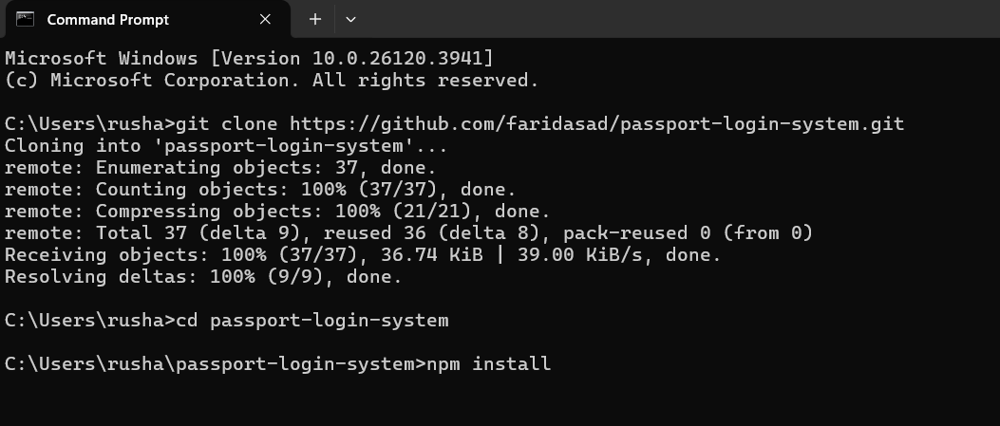 Command Prompt
Microsoft Windows [Version 10.0.26120.3941]
(c) Microsoft Corporation. All rights reserved.
C:\Users\rusha>git clone https://github.com/faridasad/passport-login-system.git
Cloning into 'passport-login-system'...
remote: Enumerating objects: 37, done.
remote: Counting objects: 100% (37/37), done.
remote: Compressing objects: 100% (21/21), done.
remote: Total 37 (delta 9), reused 36 (delta 8), pack-reused 0 (from 0)
Receiving objects: 100% (37/37), 36.74 KiB | 39.00 KiB/s, done.
Resolving deltas: 100% (9/9), done.
C:\Users\rusha>cd passport-login-system
C:\Users\rusha\passport-login-system>npm install